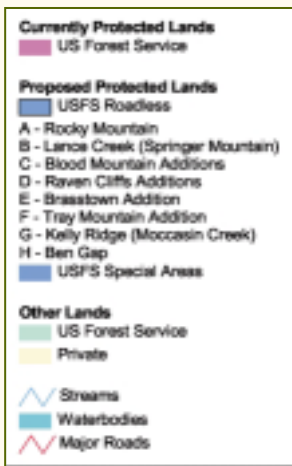 Currently Protected Lands
US Forest Service
Proposed Protected Lands
USFS Roadless
A - Rocky Mountain
B - Lance Creek (Springer Mountain)
C - Blood Mountain Additions
D - Raven Cliffs Additions
E - Brasstown Addition
F - Tray Mountain Addition
G - Kelly Ridge (Moccasin Creek)
H - Ben Gap
USFS Special Areas
Other Lands
US Forest Service
Private
Streams
Waterbodies
Major Roads